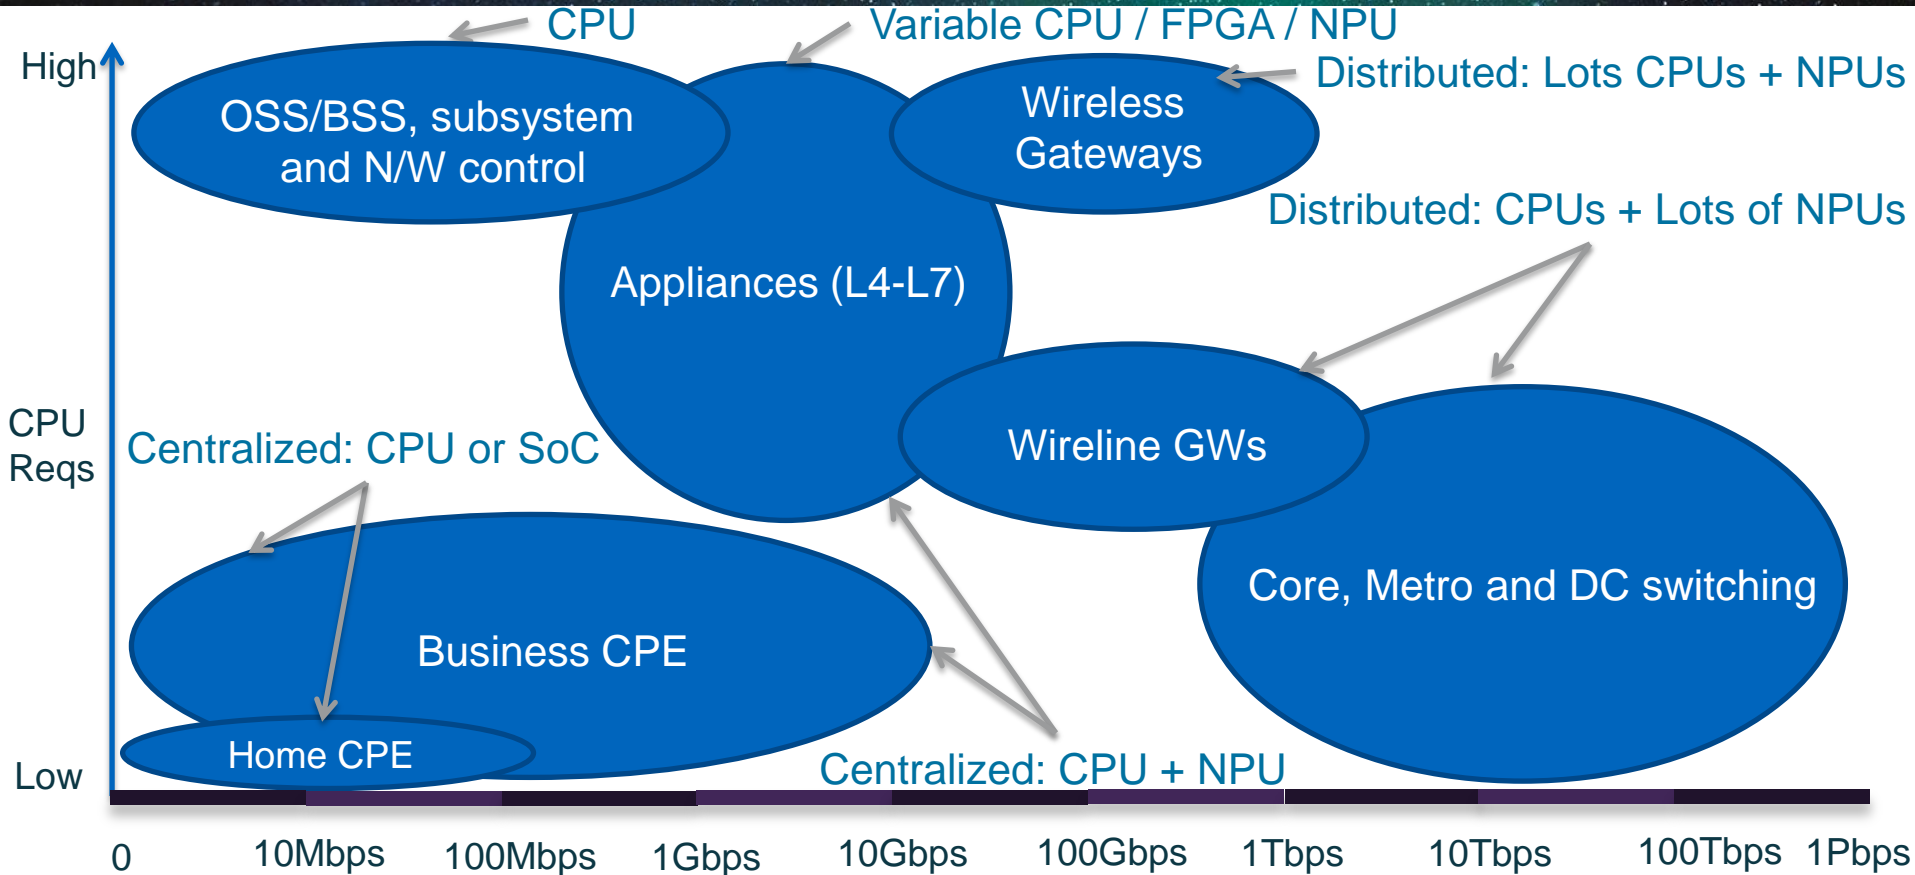 CPU
Variable CPU / FPGA / NPU
High
Distributed: Lots CPUs + NPUs
OSS/BSS, subsystem
and N/W control
Wireless
Gateways
Distributed: CPUs + Lots of NPUs
Appliances (L4-L7)
CPU
Reqs
Centralized: CPU or SoC
Wireline GWs
Core, Metro and DC switching
Business CPE
Home CPE
Low
Centralized: CPU + NPU
0
10Mbps
100Mbps
1Gbps
10Gbps
100Gbps
1Tbps
10Tbps
100Tbps
1Pbps